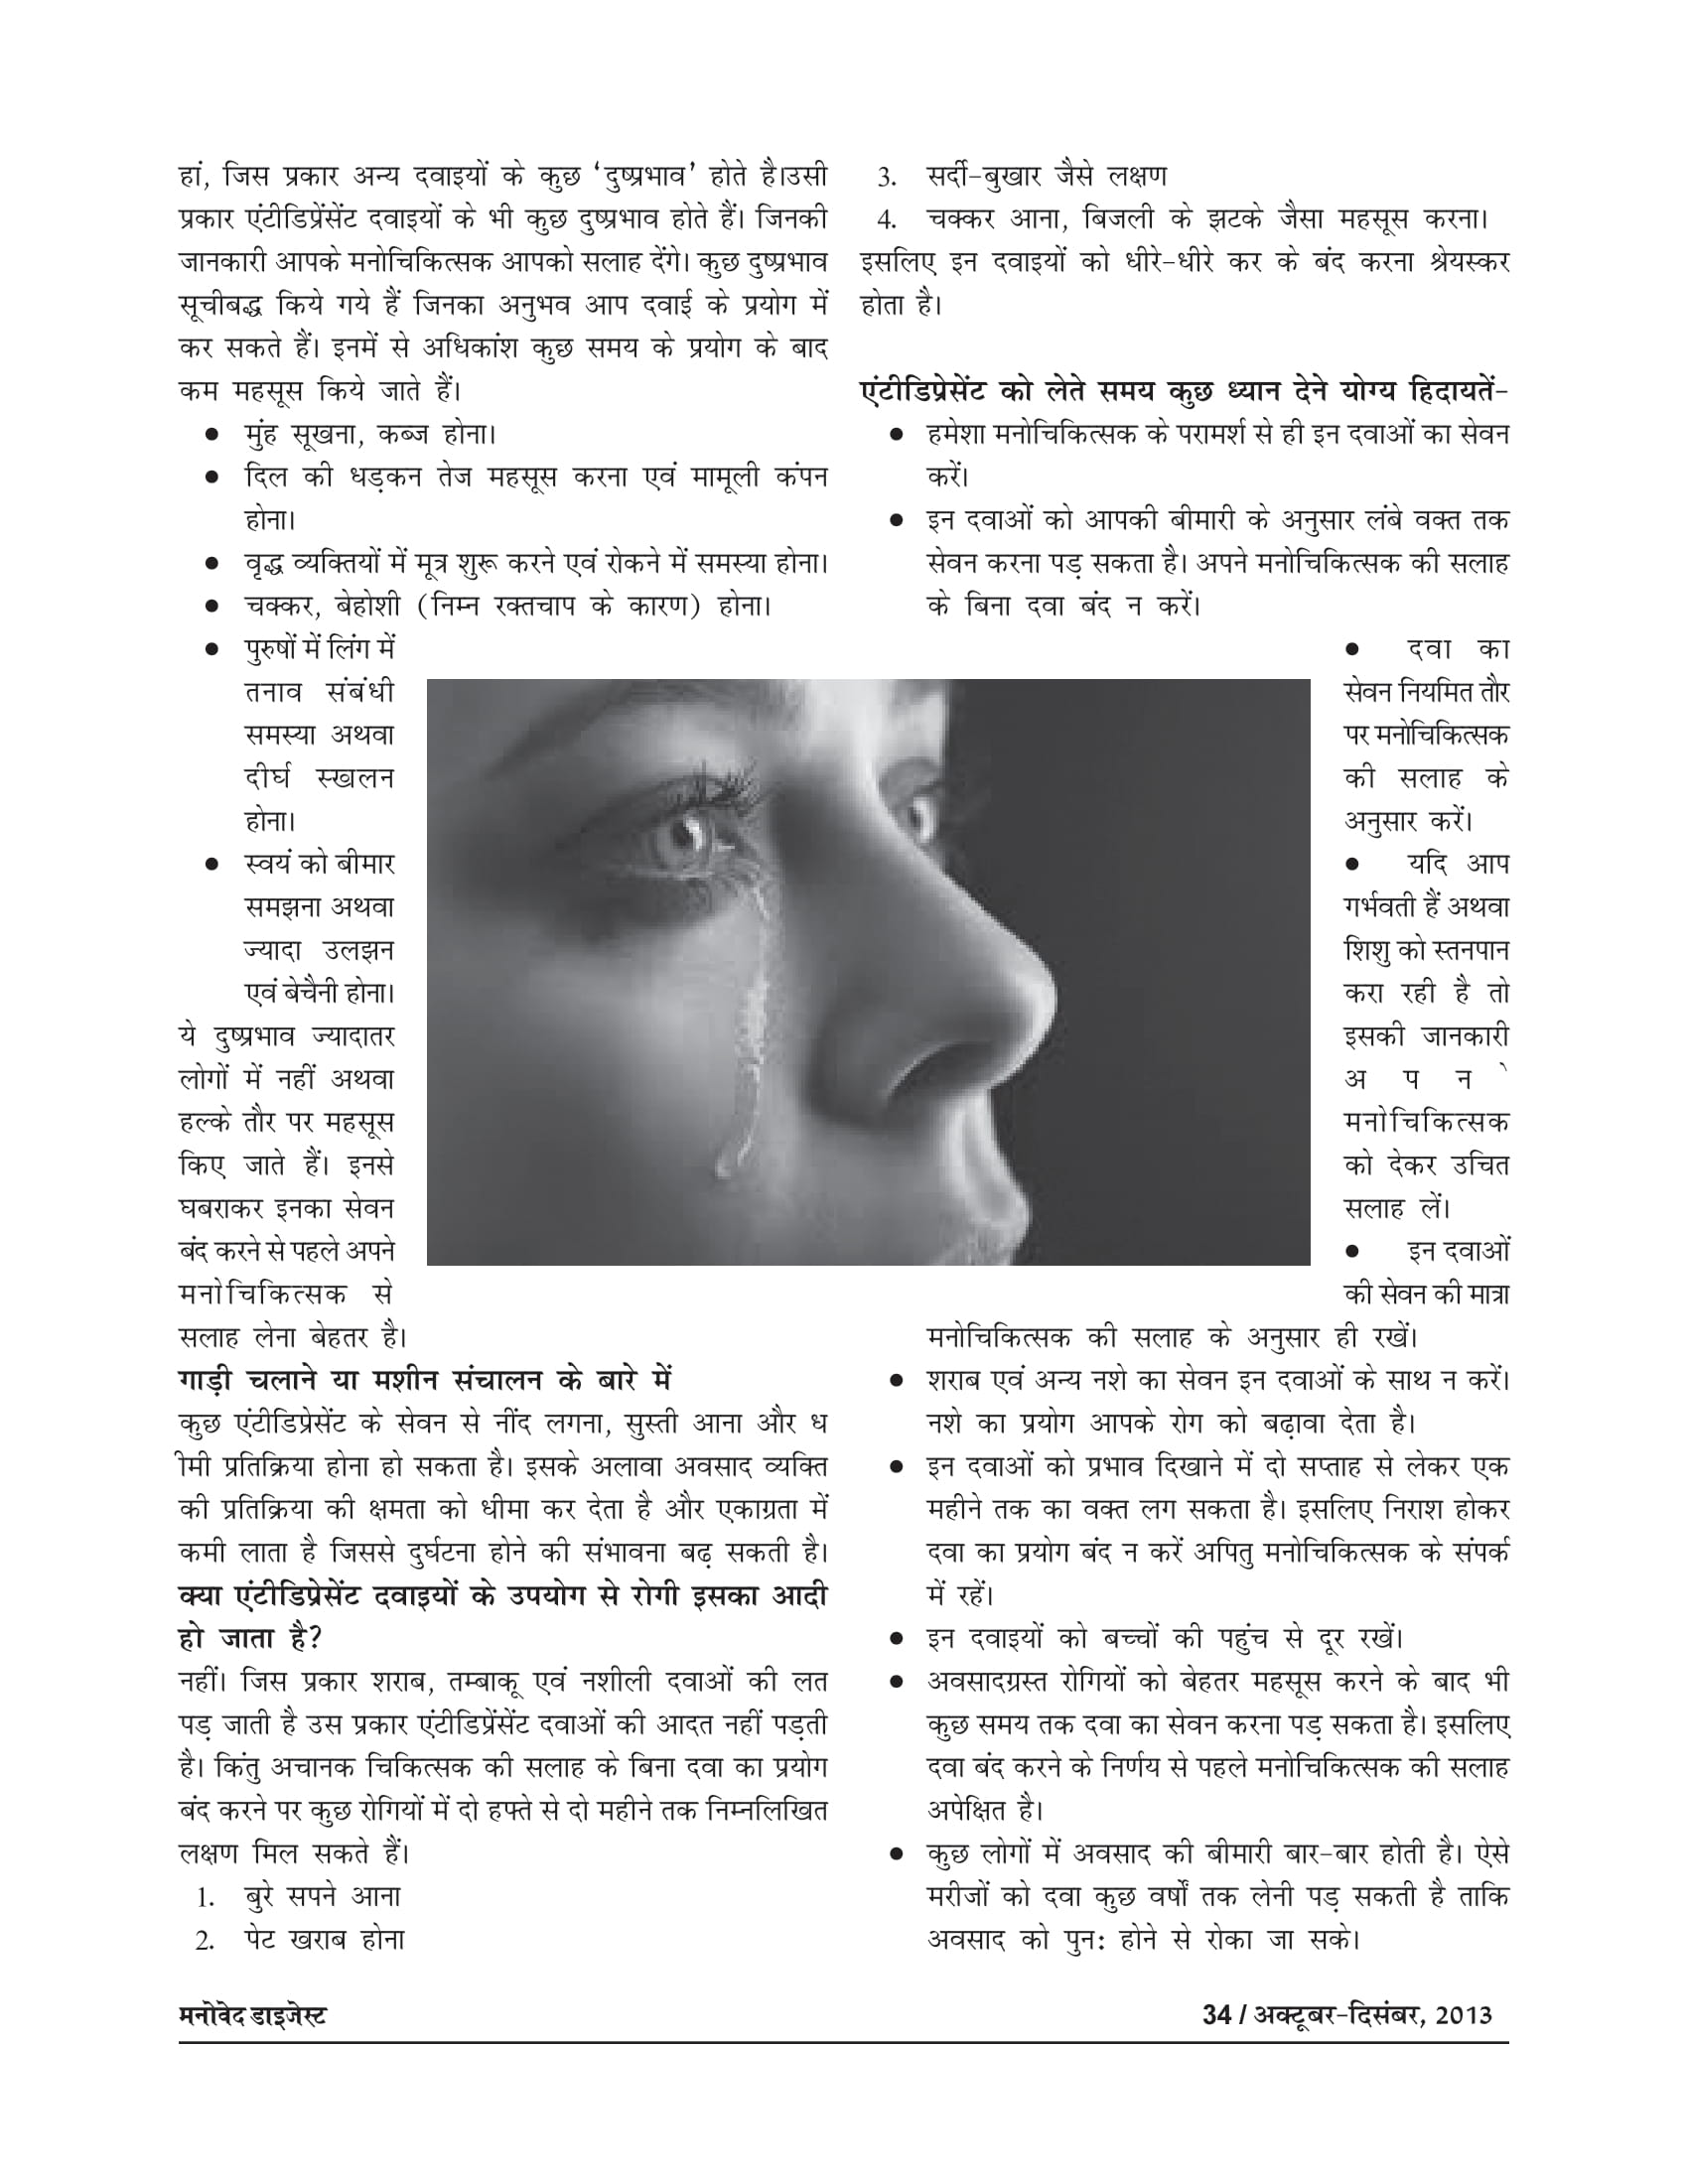 हां, जिस प्रकार अन्य दवाइयों के कुछ ‘दुष्प्रभाव’ होते है।उसी
प्रकार एंटीडिप्रेंसेंट दवाइयों के भी कुछ दुष्प्रभाव होते हैं। जिनकी
जानकारी आपके मनोचिकित्सक आपको सलाह देंगे। कुछ दुष्प्रभाव
सूचीबद्ध किये गये हैं जिनका अनुभव आप दवाई के प्रयोग में
कर सकते हैं। इनमें से अधिकांश कुछ समय के प्रयोग के बाद
कम महसूस किये जाते हैं।
● मुंह सूखना, कब्ज होना।
● दिल की धड़कन तेज महसूस करना एवं मामूली कंपन
होना।
● वृद्ध व्यक्तियों में मूत्र शुरू करने एवं रोकने में समस्या होना।
● चक्कर, बेहोशी (निम्न रक्तचाप के कारण) होना।
● पुरुषों में लिंग में
तनाव संबंधी
समस्या अथवा
दीर्घ स्खलन
होना।
● स्वयं को बीमार
समझना अथवा
ज्यादा उलझन
एवं बेचैनी होना।
ये दुष्प्रभाव ज्यादातर
लोगों में नहीं अथवा
हल्के तौर पर महसूस
किए जाते हैं। इनसे
घबराकर इनका सेवन
बंद करने से पहले अपने
मनोचिकित्सक से
सलाह लेना बेहतर है।
गाड़ी चलाने या मशीन संचालन के बारे में
कुछ एंटीडिप्रेसेंट के सेवन से नींद लगना, सुस्ती आना और ध
ीमी प्रतिक्रिया होना हो सकता है। इसके अलावा अवसाद व्यक्ति
की प्रतिक्रिया की क्षमता को धीमा कर देता है और एकाग्रता में
कमी लाता है जिससे दुर्घटना होने की संभावना बढ़ सकती है।
क्या एंटीडिप्रेसेंट दवाइयों के उपयोग से रोगी इसका आदी
हो जाता है?
नहीं। जिस प्रकार शराब, तम्बाकू एवं नशीली दवाओं की लत
पड़ जाती है उस प्रकार एंटीडिप्रेंसेंट दवाओं की आदत नहीं पड़ती
है। किंतु अचानक चिकित्सक की सलाह के बिना दवा का प्रयोग
बंद करने पर कुछ रोगियों में दो हफ्ते से दो महीने तक निम्नलिखित
लक्षण मिल सकते हैं।
1. बुरे सपने आना
2. पेट खराब होना
3. सर्दी-बुखार जैसे लक्षण
4. चक्कर आना, बिजली के झटके जैसा महसूस करना।
इसलिए इन दवाइयों को धीरे-धीरे कर के बंद करना श्रेयस्कर
होता है।
एंटीडिप्रेसेंट को लेते समय कुछ ध्यान देने योग्य हिदायतें-
● हमेशा मनोचिकित्सक के परामर्श से ही इन दवाओं का सेवन
करें।
● इन दवाओं को आपकी बीमारी के अनुसार लंबे वक्त तक
सेवन करना पड़ सकता है। अपने मनोचिकित्सक की सलाह
के बिना दवा बंद न करें।
● दवा का
सेवन नियमित तौर
पर मनोचिकित्सक
की सलाह के
अनुसार करें।
● यदि आप
गर्भवती हैं अथवा
शिशु को स्तनपान
करा रही है तो
इसकी जानकारी
अ प न े
मनोचिकित्सक
को देकर उचित
सलाह लें।
● इन दवाओं
की सेवन की मात्रा
मनोचिकित्सक की सलाह के अनुसार ही रखें।
● शराब एवं अन्य नशे का सेवन इन दवाओं के साथ न करें।
नशे का प्रयोग आपके रोग को बढ़ावा देता है।
● इन दवाओं को प्रभाव दिखाने में दो सप्ताह से लेकर एक
महीने तक का वक्त लग सकता है। इसलिए निराश होकर
दवा का प्रयोग बंद न करें अपितु मनोचिकित्सक के संपर्क
में रहें।
● इन दवाइयों को बच्चों की पहुंच से दूर रखें।
● अवसादग्रस्त रोगियों को बेहतर महसूस करने के बाद भी
कुछ समय तक दवा का सेवन करना पड़ सकता है। इसलिए
दवा बंद करने के निर्णय से पहले मनोचिकित्सक की सलाह
अपेक्षित है।
● कुछ लोगों में अवसाद की बीमारी बार-बार होती है। ऐसे
मरीजों को दवा कुछ वर्षों तक लेनी पड़ सकती है ताकि
अवसाद को पुनः होने से रोका जा सके।
मनोवेद डाइजेस्ट
34 / अक्टूबर-दिसंबर, 2013